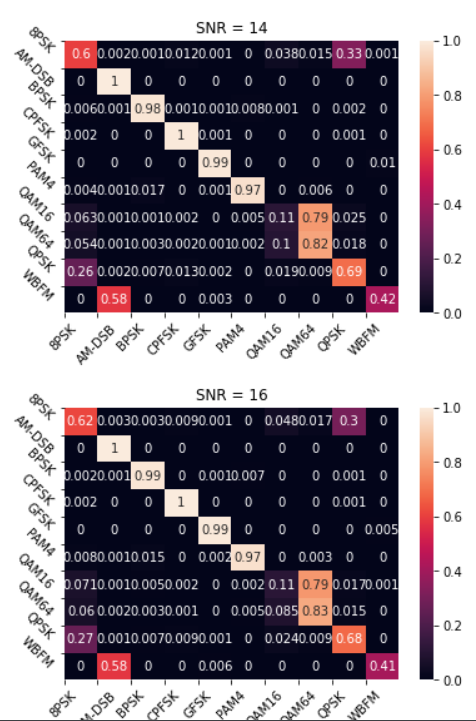 SNR = 14
8PSK 0.6 0.002 0.001 0.012 0.001 0 0.038 0.015 0.33 0.001 1.0
AM-DSB 0 1 0 0 0 0 0 0 0 0
BPSK 0.006 0.001 0.98 0.001 0.001 0.008 0.001 0 0.002 0 0.8
CPFSK 0.002 0 0 1 0.001 0 0 0 0.001 0
GFSK 0 0 0 0 0.99 0 0 0 0 0.01 0.6
PAM4 0.004 0.001 0.017 0 0.001 0.97 0 0.006 0 0
QAM16 0.063 0.001 0.001 0.002 0 0.005 0.11 0.79 0.025 0 0.4
QAM64 0.054 0.001 0.003 0.002 0.001 0.002 0.1 0.82 0.018 0 0.2
QPSK 0.26 0.002 0.007 0.013 0.002 0 0.019 0.009 0.69 0
WBFM 0 0.58 0 0 0.003 0 0 0 0 0.42 0.0
8PSK AM-DSB BPSK CPFSK GFSK PAM4 QAM16 QAM64 QPSK WBFM
SNR = 16
8PSK 0.62 0.003 0.003 0.009 0.001 0 0.048 0.017 0.3 0 1.0
AM-DSB 0 1 0 0 0 0 0 0 0 0
BPSK 0.002 0.001 0.99 0 0.001 0.007 0 0 0.001 0 0.8
CPFSK 0.002 0 0 1 0 0 0 0 0.001 0
GFSK 0 0 0 0 0.99 0 0 0 0 0.005 0.6
PAM4 0.008 0.001 0.015 0 0.002 0.97 0 0.003 0 0
QAM16 0.071 0.001 0.005 0.002 0 0.002 0.11 0.79 0.017 0.001 0.4
QAM64 0.06 0.002 0.003 0.001 0 0.005 0.085 0.83 0.015 0 0.2
QPSK 0.27 0.001 0.007 0.009 0.001 0 0.024 0.009 0.68 0
WBFM 0 0.58 0 0 0.006 0 0 0 0 0.41 0.0
8PSK M-DSB BPSK CPFSK GFSK PAM4 QAM16 QAM64 QPSK WBFM